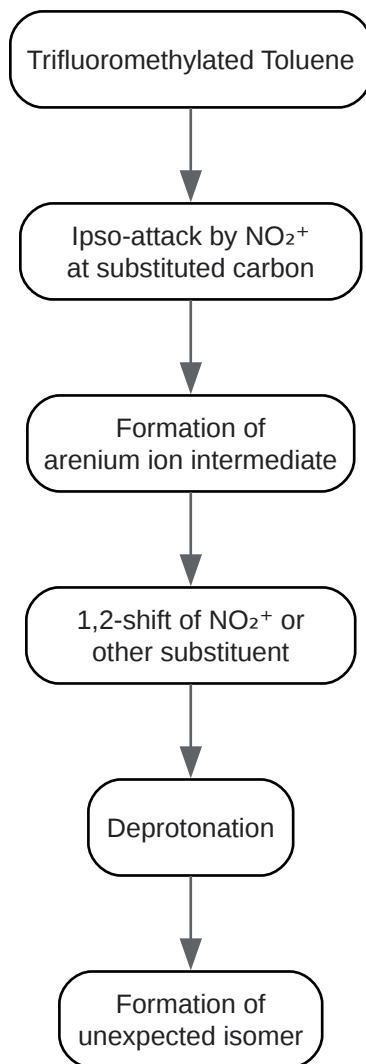 Trifluoromethylated Toluene
Ipso-attack by NO₂⁺
at substituted carbon
Formation of
arenium ion intermediate
1,2-shift of NO₂⁺ or
other substituent
Deprotonation
Formation of
unexpected isomer